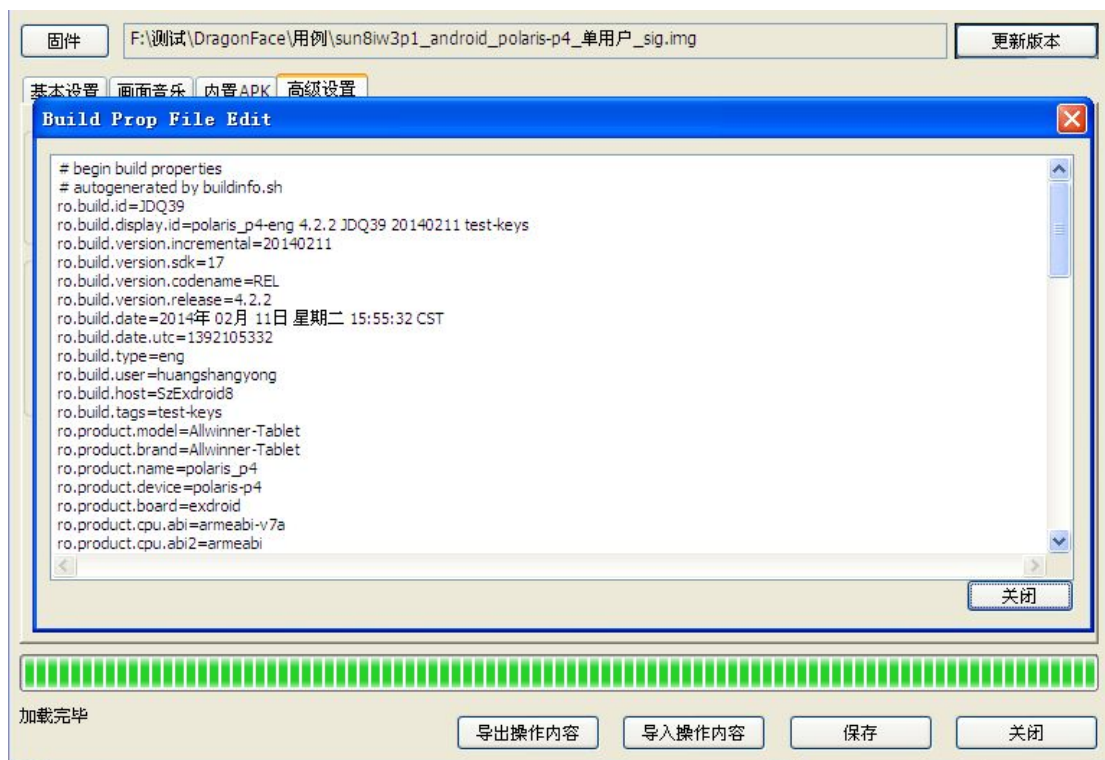 固件
F:\测试\DragonFace\用例\sun8iw3p1_android_polaris-p4_单用户_sig.img
更新版本
基本设置 画面音乐 内置APK 高级设置
Build Prop File Edit
# begin build properties
# autogenerated by buildinfo.sh
ro.build.id=JDQ39
ro.build.display.id=polaris_p4-eng 4.2.2 JDQ39 20140211 test-keys
ro.build.version.incremental=20140211
ro.build.version.sdk=17
ro.build.version.codename=REL
ro.build.version.release=4.2.2
ro.build.date=2014年 02月 11日 星期二 15:55:32 CST
ro.build.date.utc=1392105332
ro.build.type=eng
ro.build.user=huangshangyong
ro.build.host=SzExdroid8
ro.build.tags=test-keys
ro.product.model=Allwinner-Tablet
ro.product.brand=Allwinner-Tablet
ro.product.name=polaris_p4
ro.product.device=polaris-p4
ro.product.board=exdroid
ro.product.cpu.abi=armeabi-v7a
ro.product.cpu.abi2=armeabi
关闭
加载完毕
导出操作内容 导入操作内容 保存 关闭